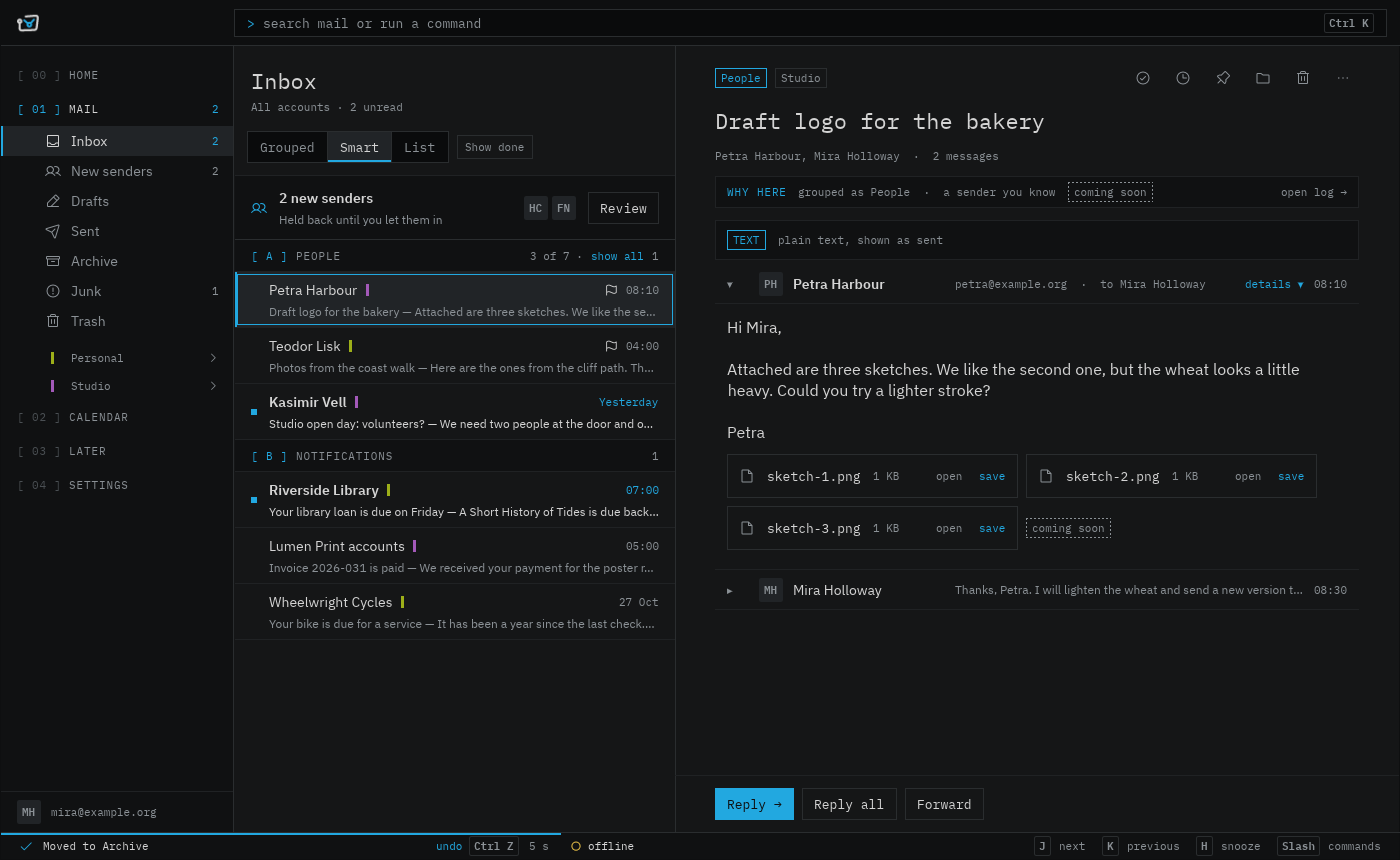 > search mail or run a command Ctrl K
[ 00 ] HOME
[ 01 ] MAIL 2
Inbox 2
New senders 2
Drafts
Sent
Archive
Junk 1
Trash
Personal
Studio
[ 02 ] CALENDAR
[ 03 ] LATER
[ 04 ] SETTINGS
MH mira@example.org
Inbox
All accounts · 2 unread
Grouped Smart List Show done
2 new senders
Held back until you let them in
HC FN Review
[ A ] PEOPLE 3 of 7 · show all 1
Petra Harbour 08:10
Draft logo for the bakery — Attached are three sketches. We like the se…
Teodor Lisk 04:00
Photos from the coast walk — Here are the ones from the cliff path. Th…
Kasimir Vell Yesterday
Studio open day: volunteers? — We need two people at the door and o…
[ B ] NOTIFICATIONS 1
Riverside Library 07:00
Your library loan is due on Friday — A Short History of Tides is due back…
Lumen Print accounts 05:00
Invoice 2026-031 is paid — We received your payment for the poster r…
Wheelwright Cycles 27 Oct
Your bike is due for a service — It has been a year since the last check.…
People Studio
Draft logo for the bakery
Petra Harbour, Mira Holloway · 2 messages
WHY HERE grouped as People · a sender you know coming soon open log →
TEXT plain text, shown as sent
▾ PH Petra Harbour petra@example.org · to Mira Holloway details ▾ 08:10
Hi Mira,
Attached are three sketches. We like the second one, but the wheat looks a little
heavy. Could you try a lighter stroke?
Petra
sketch-1.png 1 KB open save
sketch-2.png 1 KB open save
sketch-3.png 1 KB open save
coming soon
▸ MH Mira Holloway Thanks, Petra. I will lighten the wheat and send a new version t… 08:30
Reply → Reply all Forward
Moved to Archive undo Ctrl Z 5 s offline
J next K previous H snooze Slash commands